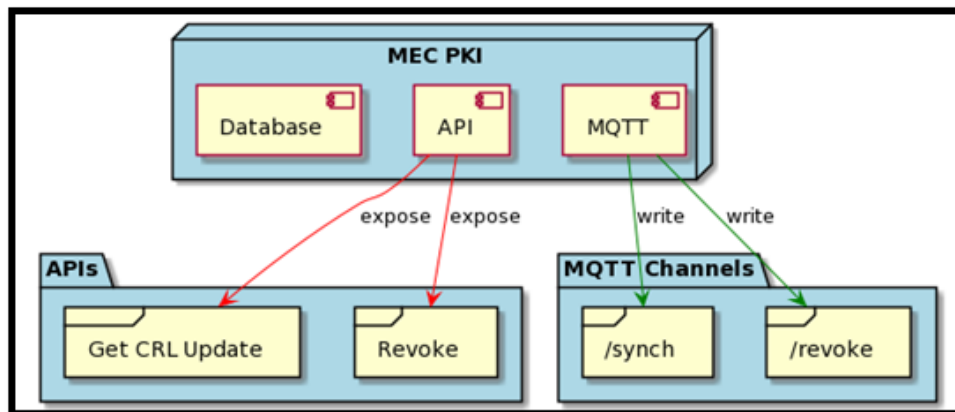 MEC PKI
Database
API
MQTT
expose
expose
write
write
APIs
MQTT Channels
Get CRL Update
Revoke
/synch
/revoke